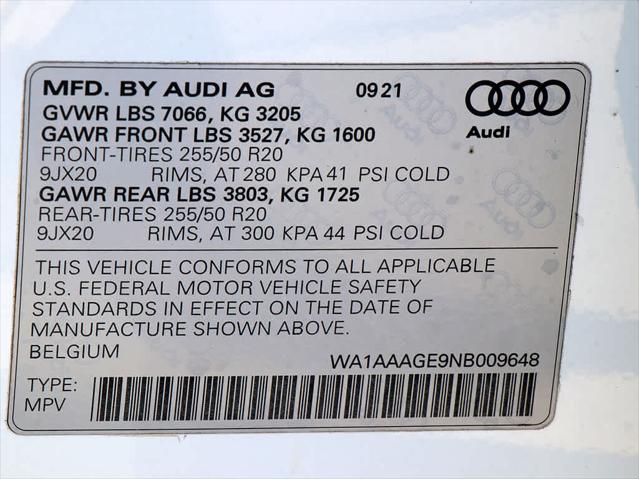 MFD. BY AUDI AG 09 21
GVWR LBS 7066, KG 3205
Audi
GAWR FRONT LBS 3527, KG 1600
FRONT-TIRES 255/50 R20
9JX20 RIMS, AT 280 KPA 41 PSI COLD
GAWR REAR LBS 3803, KG 1725
REAR-TIRES 255/50 R20
9JX20 RIMS, AT 300 KPA 44 PSI COLD
THIS VEHICLE CONFORMS TO ALL APPLICABLE
U.S. FEDERAL MOTOR VEHICLE SAFETY
STANDARDS IN EFFECT ON THE DATE OF
MANUFACTURE SHOWN ABOVE.
BELGIUM WA1AAAGE9NB009648
TYPE:
MPV